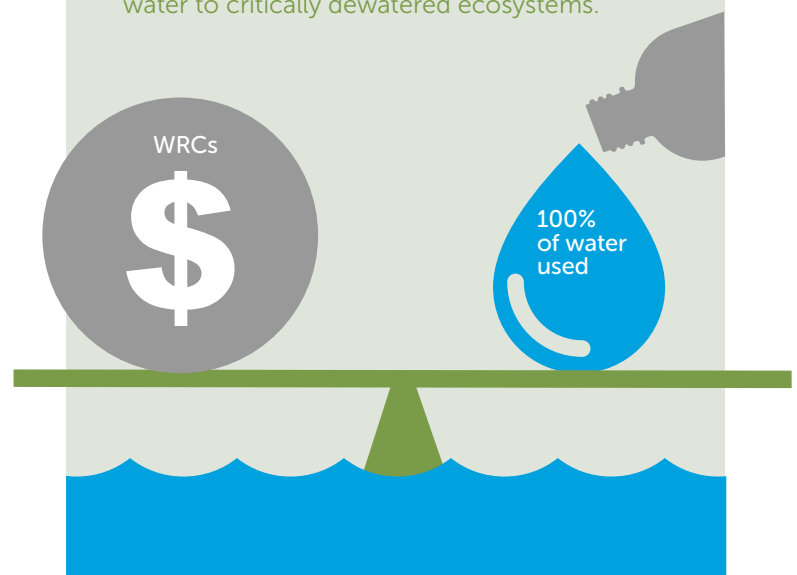 water to critically dewatered ecosystems.
WRCs
$
100%
of water
used